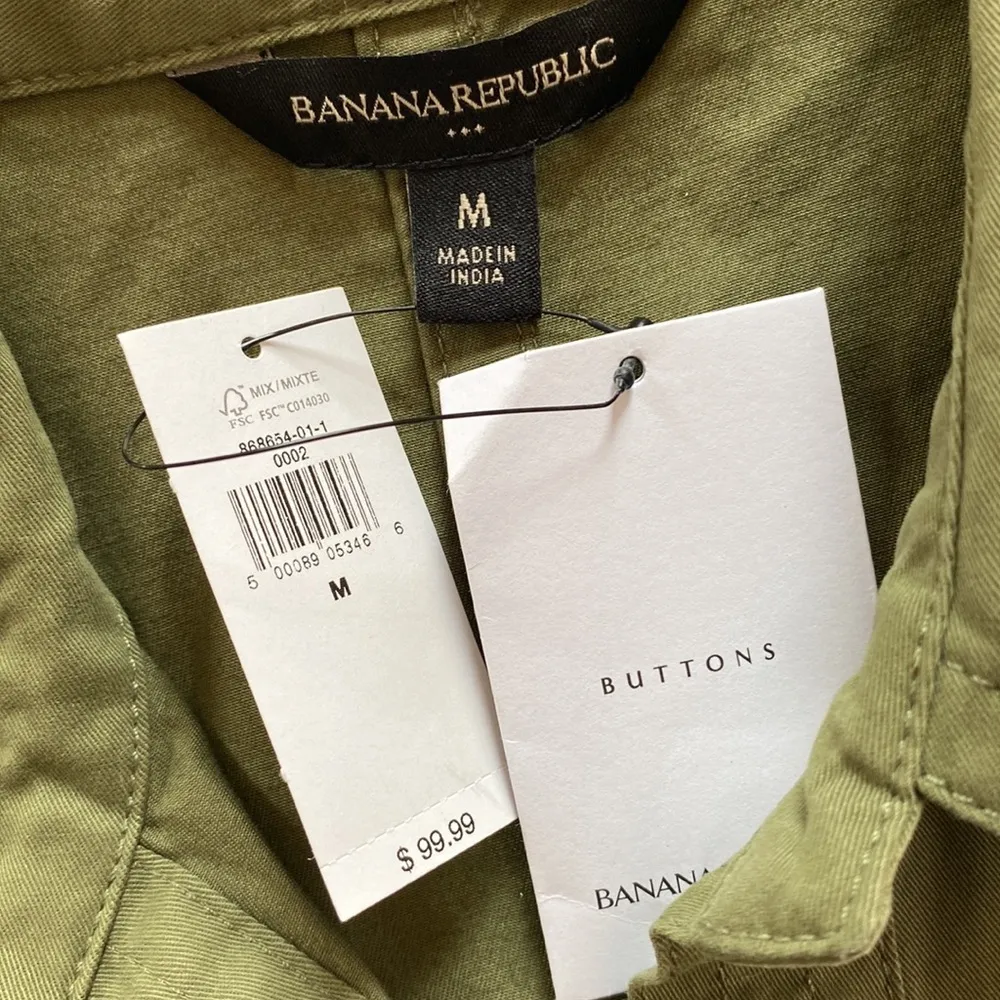 BANANA REPUBLIC
M
MADE IN
INDIA
MIX/MIXTE
FSC FSC™ C014030
868654-01-1
0002
5 00089 05346 6
M
$ 99.99
BUTTONS
BANANA